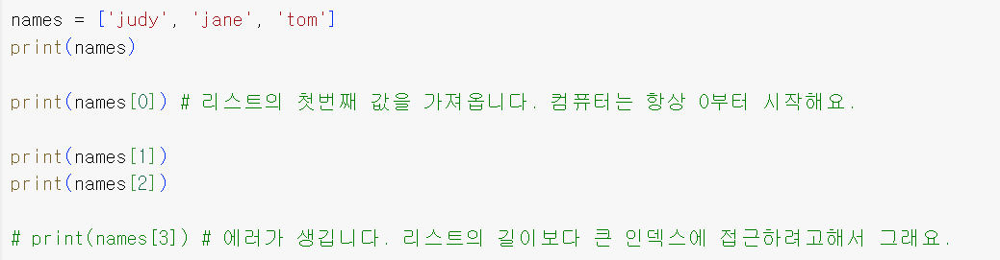 names = ['judy', 'jane', 'tom']
print(names)
print(names[0]) # 리스트의 첫번째 값을 가져옵니다. 컴퓨터는 항상 0부터 시작해요.
print(names[1])
print(names[2])
# print(names[3]) # 에러가 생깁니다. 리스트의 길이보다 큰 인덱스에 접근하려고해서 그래요.